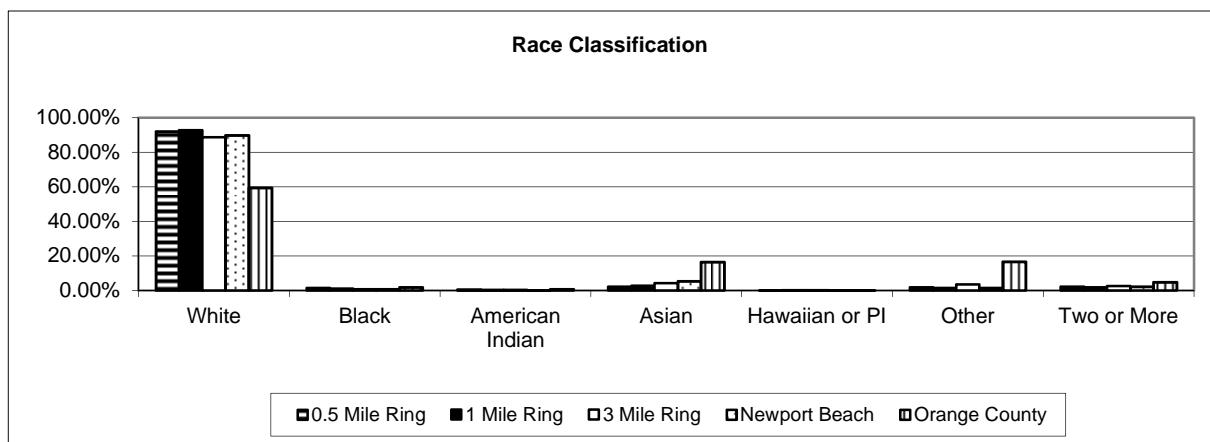 Race Classification
100.00%
80.00%
60.00%
40.00%
20.00%
0.00%
White
Black
American
Indian
Asian
Hawaiian or PI
Other
Two or More
0.5 Mile Ring
1 Mile Ring
3 Mile Ring
Newport Beach
Orange County